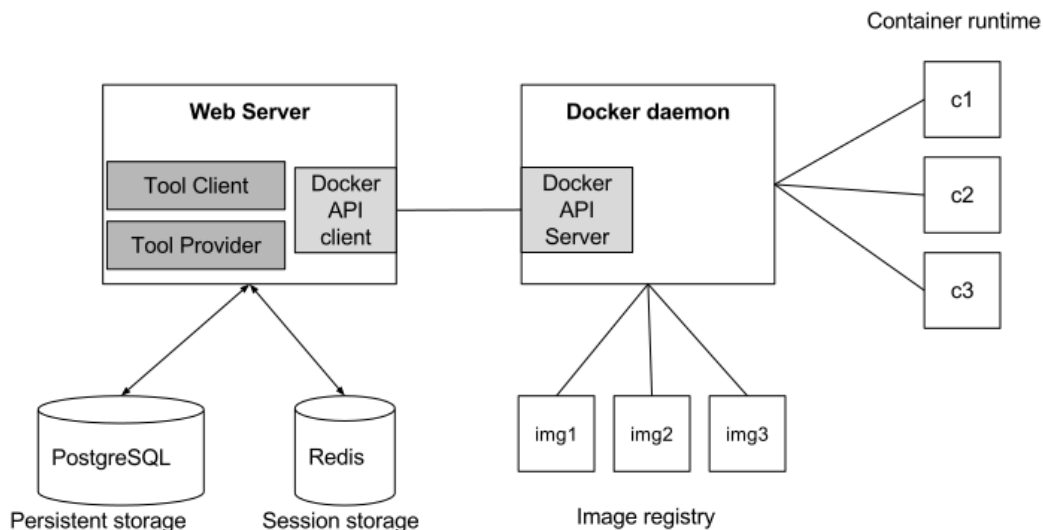 Container runtime
Web Server
Tool Client
Tool Provider
Docker
API
client
Docker daemon
Docker
API
Server
c1
c2
c3
PostgreSQL
Persistent storage
Redis
Session storage
img1
img2
img3
Image registry